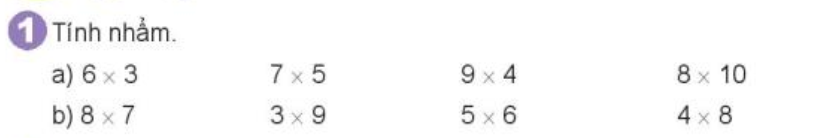 1 Tính nhẩm.
a) 6 × 3 7 × 5 9 × 4 8 × 10
b) 8 × 7 3 × 9 5 × 6 4 × 8